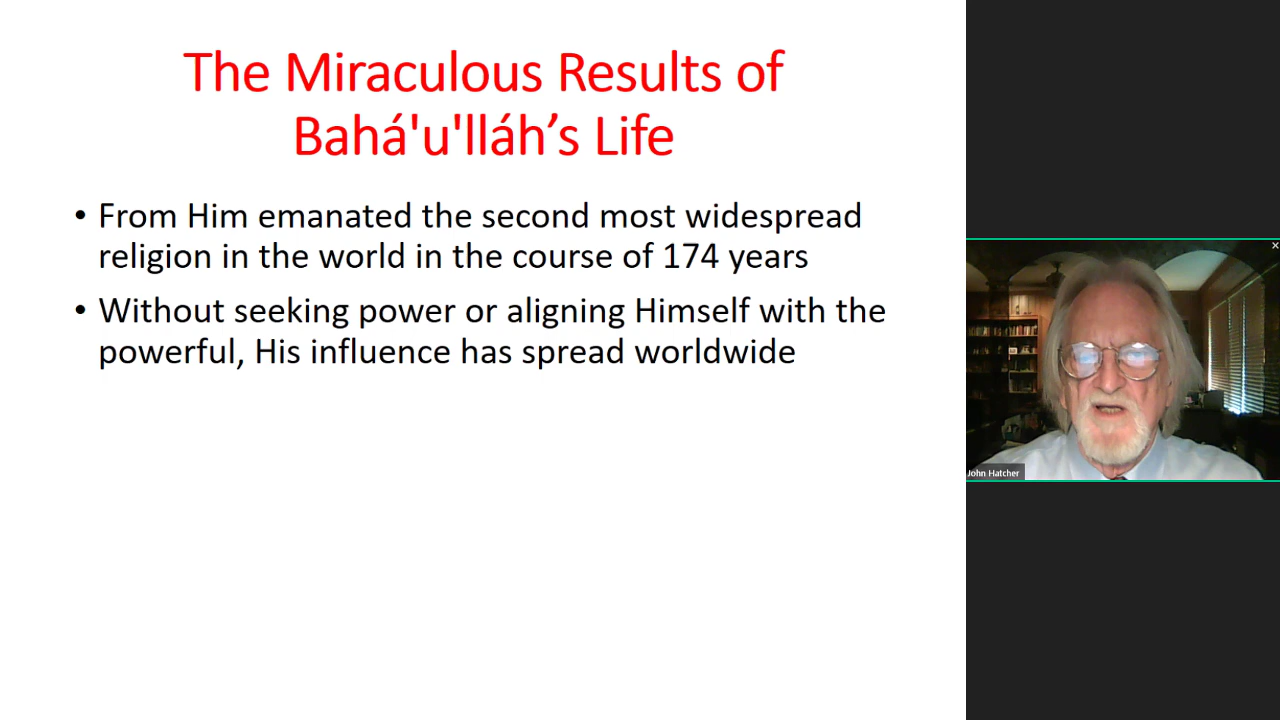 The Miraculous Results of
Bahá'u'lláh’s Life
• From Him emanated the second most widespread
religion in the world in the course of 174 years
• Without seeking power or aligning Himself with the
powerful, His influence has spread worldwide
John Hatcher